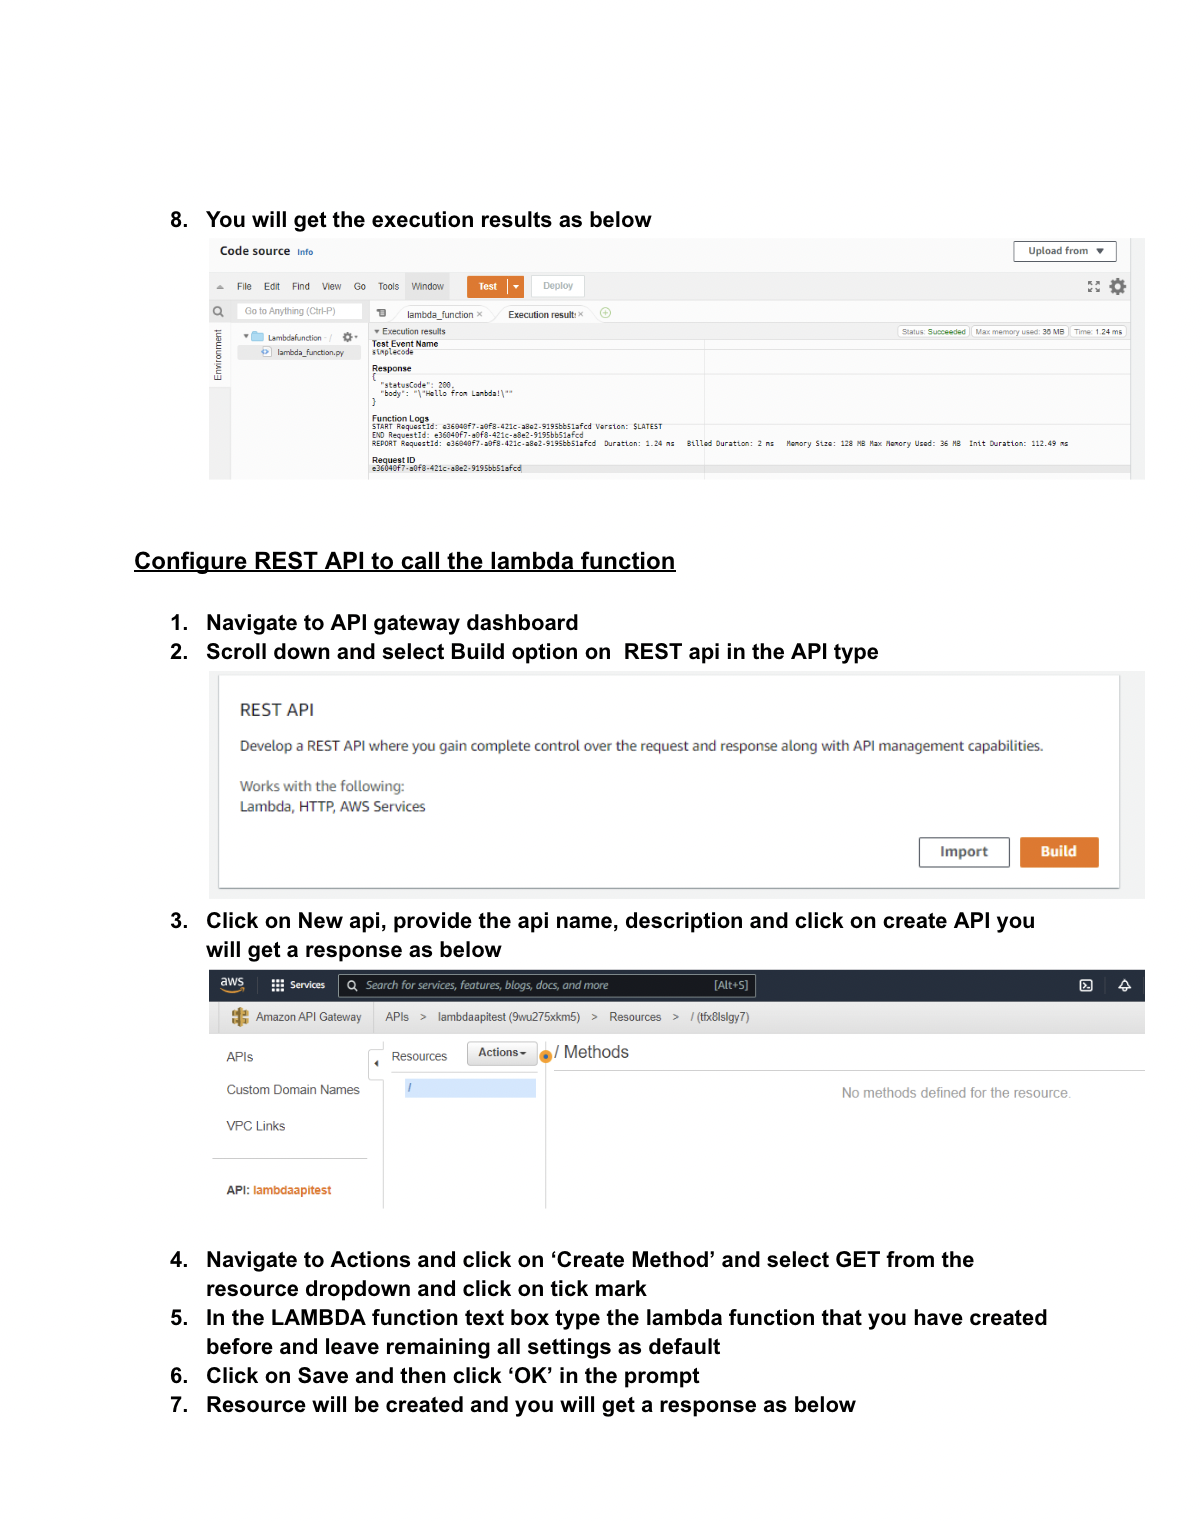 8. You will get the execution results as below
Code source Info
Upload from
File Edit Find View Go Tools Window Test Deploy
Go to Anything (Ctrl-P)
lambda_function Execution results
Environment
Lambdafunction - /
lambda_function.py
Execution results
Status: Succeeded Max memory used: 36 MB Time: 1.24 ms
Test Event Name
simplecode
Response
{
"statusCode": 200,
"body": "\"Hello from Lambda!\""
}
Function Logs
START RequestId: e36040f7-a0f8-421c-a8e2-9195bb51afcd Version: $LATEST
END RequestId: e36040f7-a0f8-421c-a8e2-9195bb51afcd
REPORT RequestId: e36040f7-a0f8-421c-a8e2-9195bb51afcd Duration: 1.24 ms Billed Duration: 2 ms Memory Size: 128 MB Max Memory Used: 36 MB Init Duration: 112.49 ms
Request ID
e36040f7-a0f8-421c-a8e2-9195bb51afcd
Configure REST API to call the lambda function
1. Navigate to API gateway dashboard
2. Scroll down and select Build option on REST api in the API type
REST API
Develop a REST API where you gain complete control over the request and response along with API management capabilities.
Works with the following:
Lambda, HTTP, AWS Services
Import Build
3. Click on New api, provide the api name, description and click on create API you
will get a response as below
aws Services Search for services, features, blogs, docs, and more [Alt+S]
Amazon API Gateway APIs > lambdaapitest (9wu275xkm5) > Resources > / (tfx8lslgy7)
APIs
Resources Actions / Methods
/
Custom Domain Names
No methods defined for the resource.
VPC Links
API: lambdaapitest
4. Navigate to Actions and click on ‘Create Method’ and select GET from the
resource dropdown and click on tick mark
5. In the LAMBDA function text box type the lambda function that you have created
before and leave remaining all settings as default
6. Click on Save and then click ‘OK’ in the prompt
7. Resource will be created and you will get a response as below